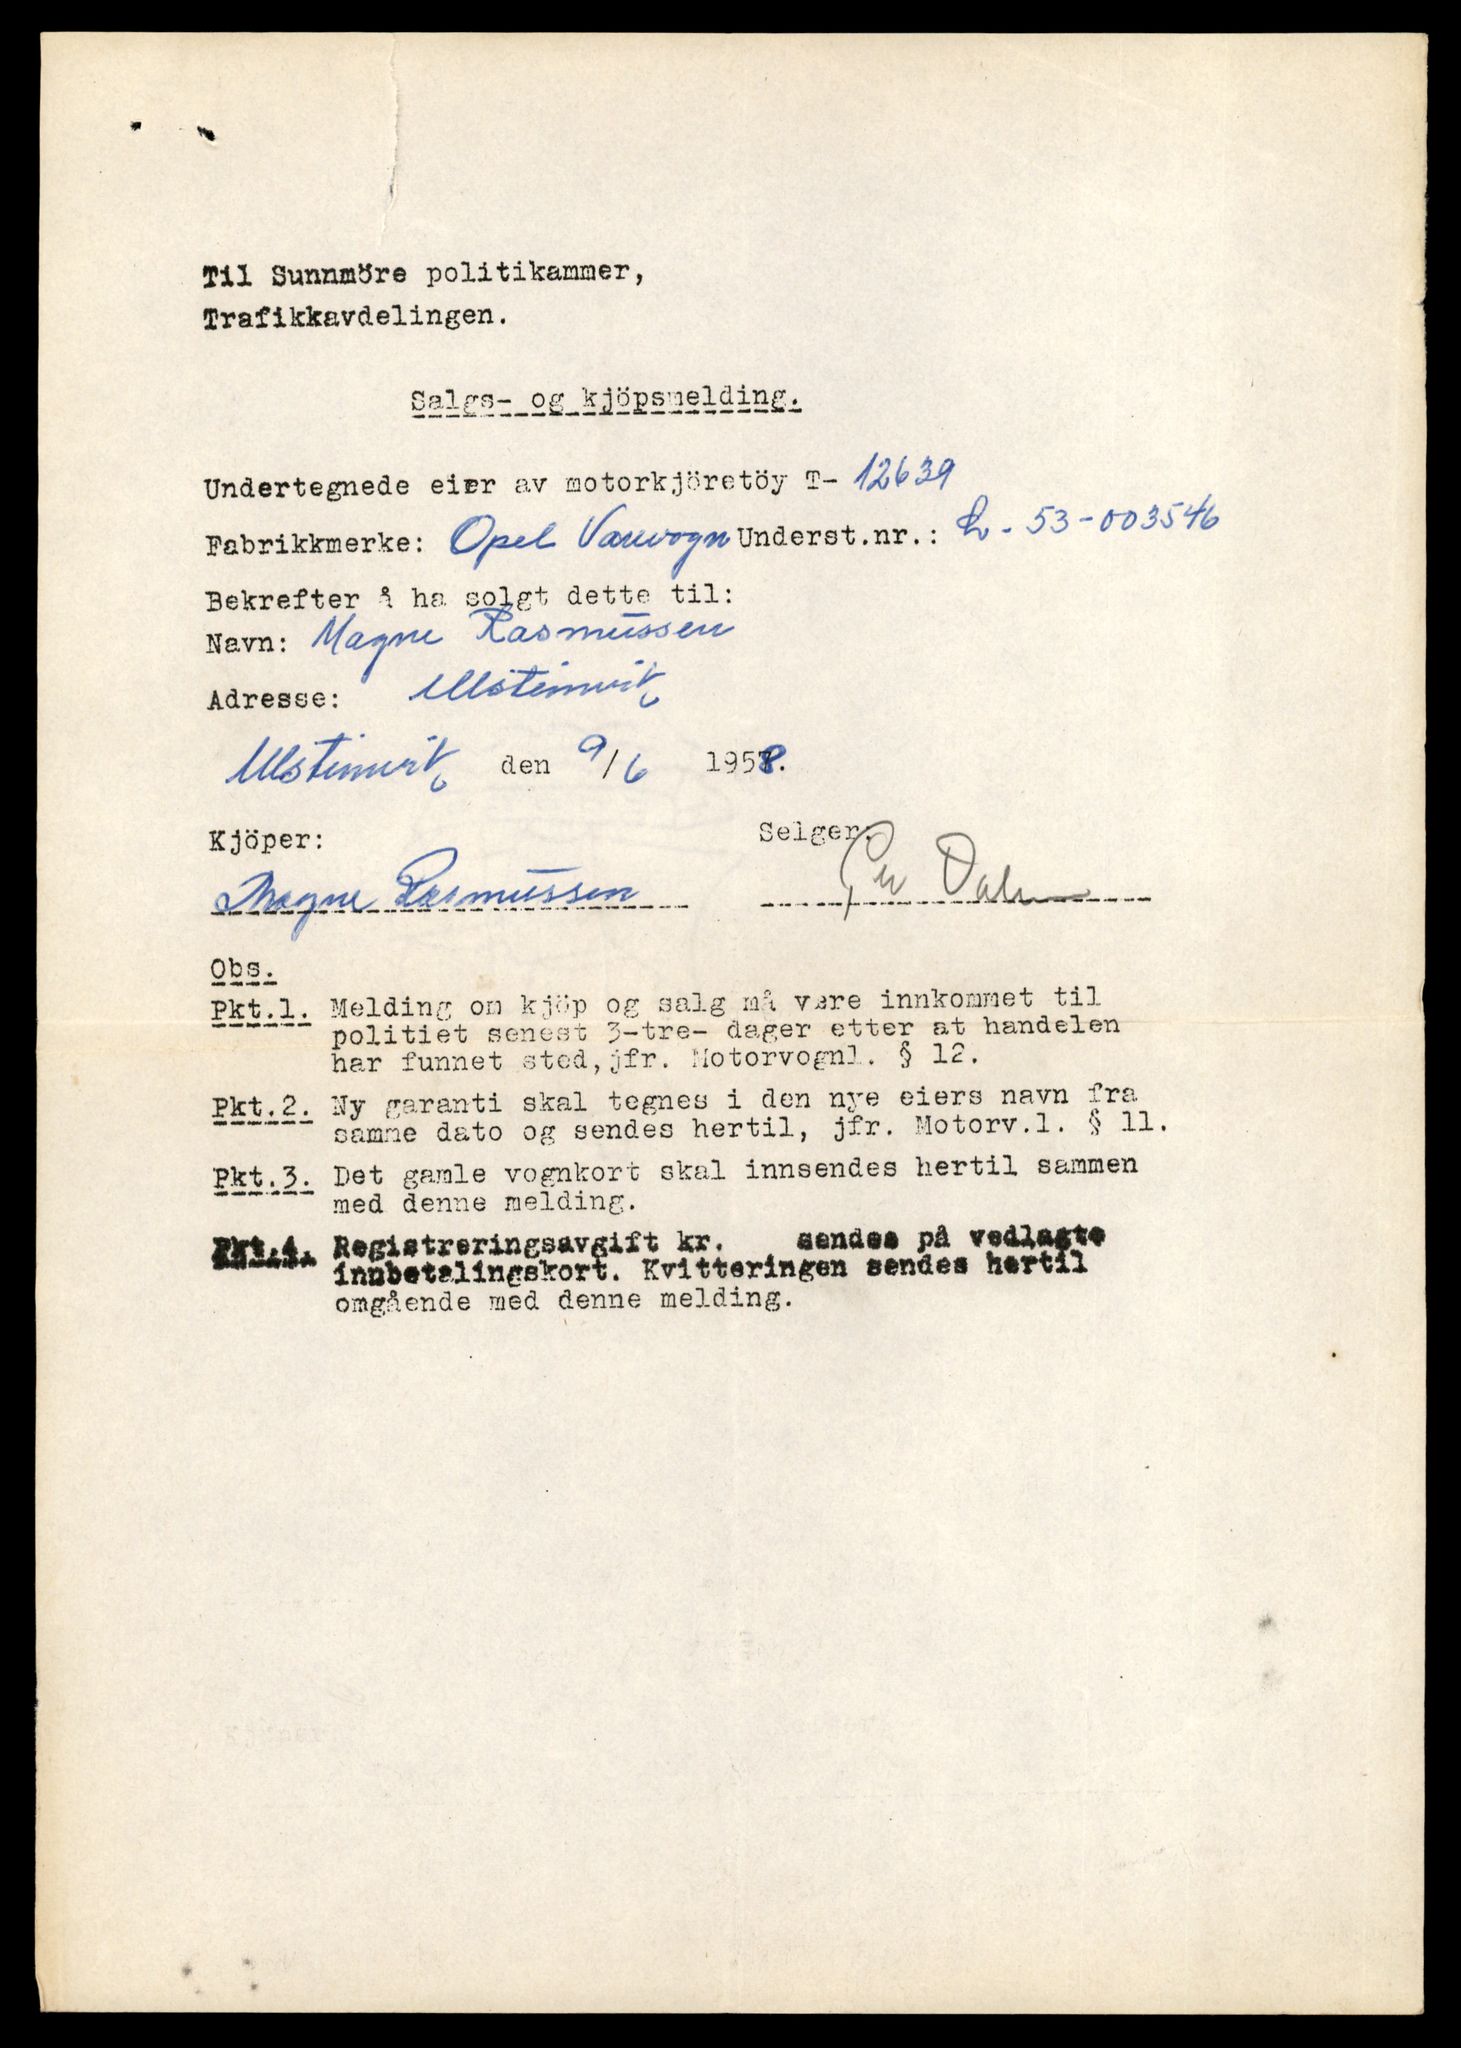 Til Sunnmöre politikammer,
Trafikkavdelingen.
Salgs- og kjöpsmelding.
Undertegnede eier av motorkjöretöy T- 12639
Fabrikkmerke: Opel Varevogn Underst.nr.: L-53-003546
Bekrefter å ha solgt dette til:
Navn: Magne Rasmussen
Adresse: Ulsteinvik
Ulsteinvik den 9/6 1958.
Kjöper: Selger:
Magne Rasmussen Per
Obs.
Pkt.1. Melding om kjöp og salg må være innkommet til
politiet senest 3-tre- dager etter at handelen
har funnet sted, jfr. Motorvognl. § 12.
Pkt.2. Ny garanti skal tegnes i den nye eiers navn fra
samme dato og sendes hertil, jfr. Motorv.l. § 11.
Pkt.3. Det gamle vognkort skal innsendes hertil sammen
med denne melding.
Pkt.4. Registreringsavgift kr. sendes på vedlagte
innbetalingskort. Kvitteringen sendes hertil
omgående med denne melding.